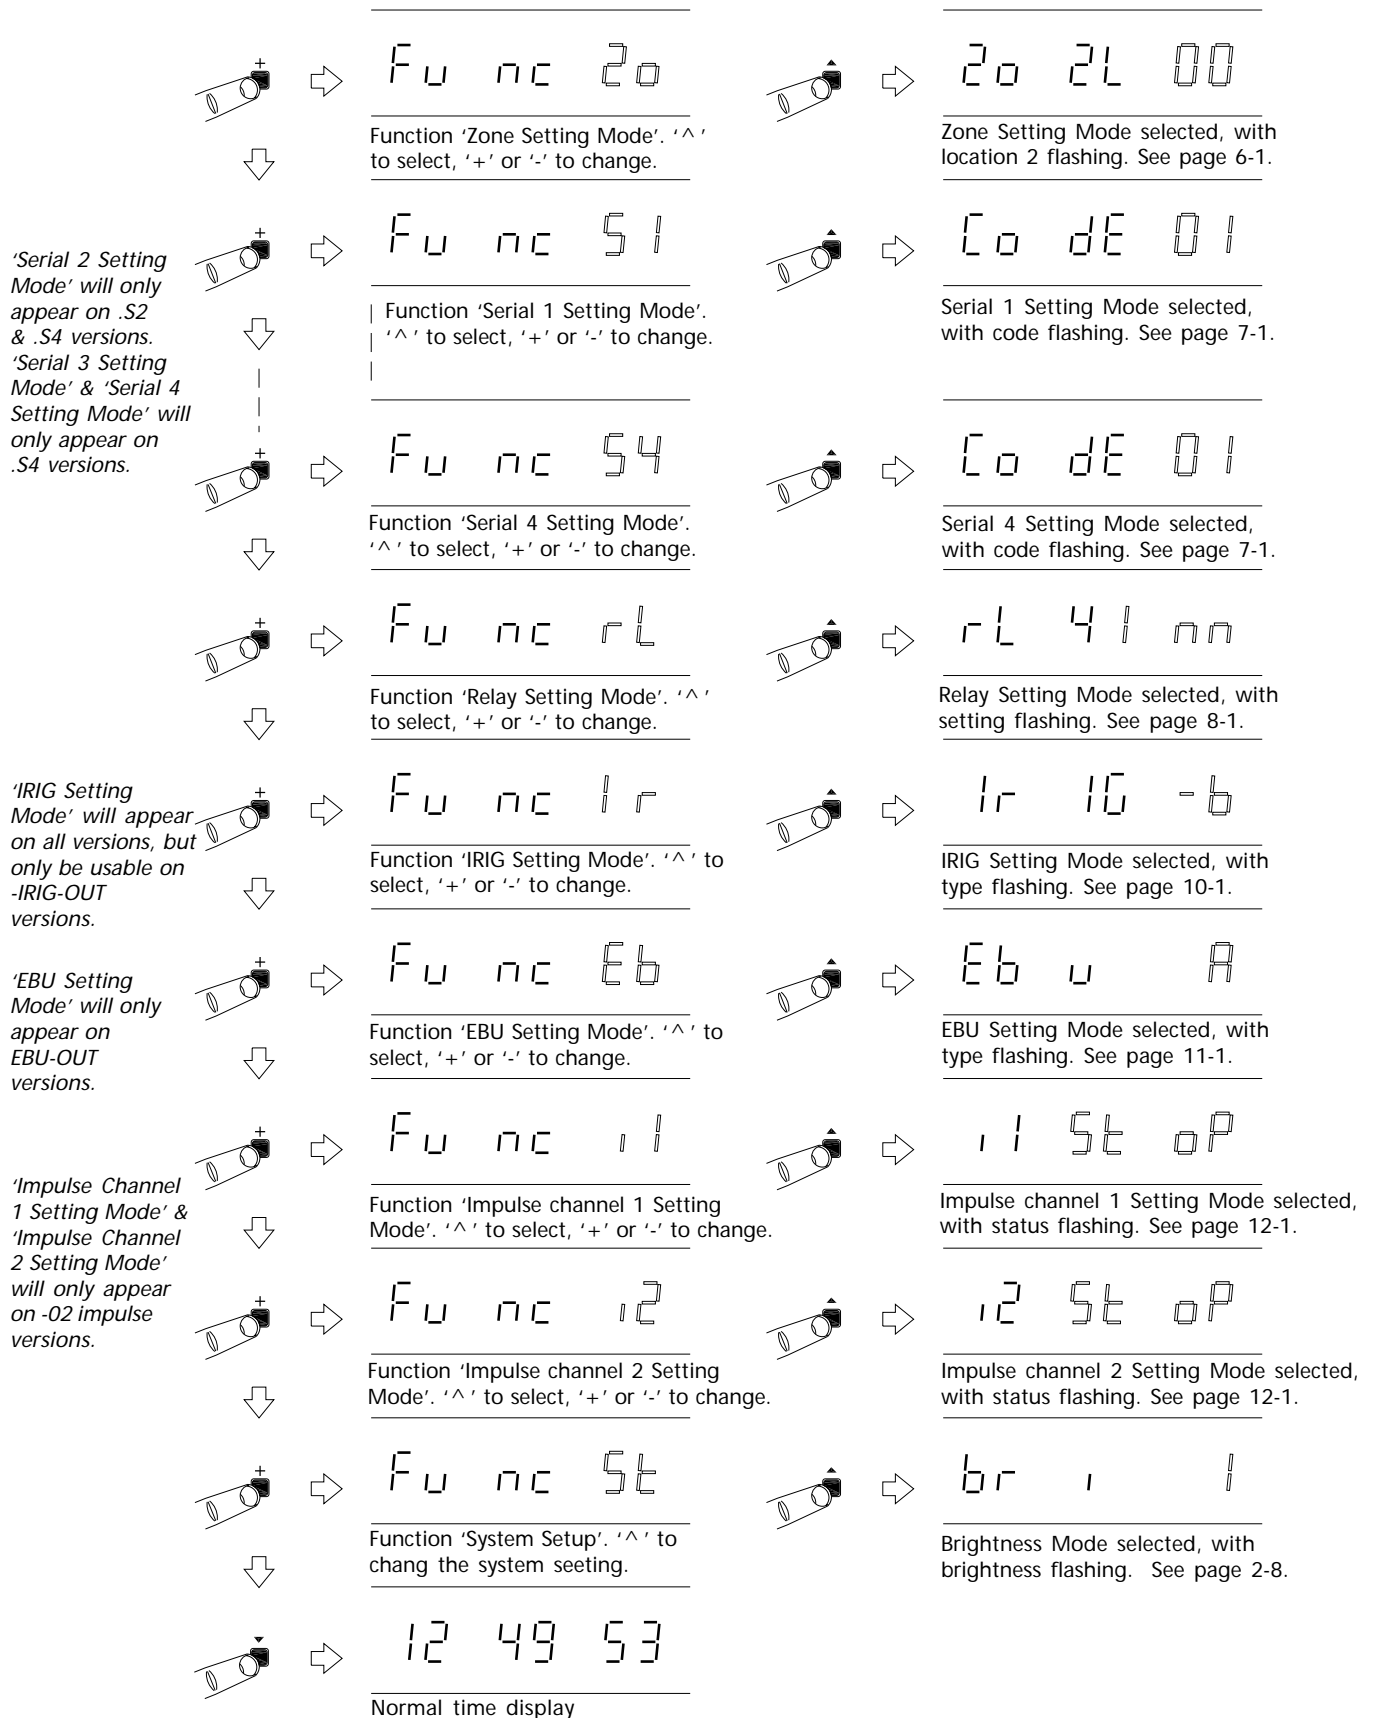 +
Fu nc 2o
Function 'Zone Setting Mode'. '^'
to select, '+' or '-' to change.
2o 2L 00
Zone Setting Mode selected, with
location 2 flashing. See page 6-1.
'Serial 2 Setting
Mode' will only
appear on .S2
& .S4 versions.
'Serial 3 Setting
Mode' & 'Serial 4
Setting Mode' will
only appear on
.S4 versions.
+
Fu nc S1
Function 'Serial 1 Setting Mode'.
'^' to select, '+' or '-' to change.
Co dE 01
Serial 1 Setting Mode selected,
with code flashing. See page 7-1.
+
Fu nc S4
Function 'Serial 4 Setting Mode'.
'^' to select, '+' or '-' to change.
Co dE 01
Serial 4 Setting Mode selected,
with code flashing. See page 7-1.
+
Fu nc rL
Function 'Relay Setting Mode'. '^'
to select, '+' or '-' to change.
rL 41 nn
Relay Setting Mode selected, with
setting flashing. See page 8-1.
'IRIG Setting
Mode' will appear
on all versions, but
only be usable on
-IRIG-OUT
versions.
+
Fu nc Ir
Function 'IRIG Setting Mode'. '^' to
select, '+' or '-' to change.
Ir IG -b
IRIG Setting Mode selected, with
type flashing. See page 10-1.
'EBU Setting
Mode' will only
appear on
EBU-OUT
versions.
+
Fu nc Eb
Function 'EBU Setting Mode'. '^' to
select, '+' or '-' to change.
Eb u A
EBU Setting Mode selected, with
type flashing. See page 11-1.
'Impulse Channel
1 Setting Mode' &
'Impulse Channel
2 Setting Mode'
will only appear
on -02 impulse
versions.
+
Fu nc i1
Function 'Impulse channel 1 Setting
Mode'. '^' to select, '+' or '-' to change.
i1 St oP
Impulse channel 1 Setting Mode selected,
with status flashing. See page 12-1.
+
Fu nc i2
Function 'Impulse channel 2 Setting
Mode'. '^' to select, '+' or '-' to change.
i2 St oP
Impulse channel 2 Setting Mode selected,
with status flashing. See page 12-1.
+
Fu nc St
Function 'System Setup'. '^' to
chang the system seeting.
br i 1
Brightness Mode selected, with
brightness flashing. See page 2-8.
12 49 53
Normal time display